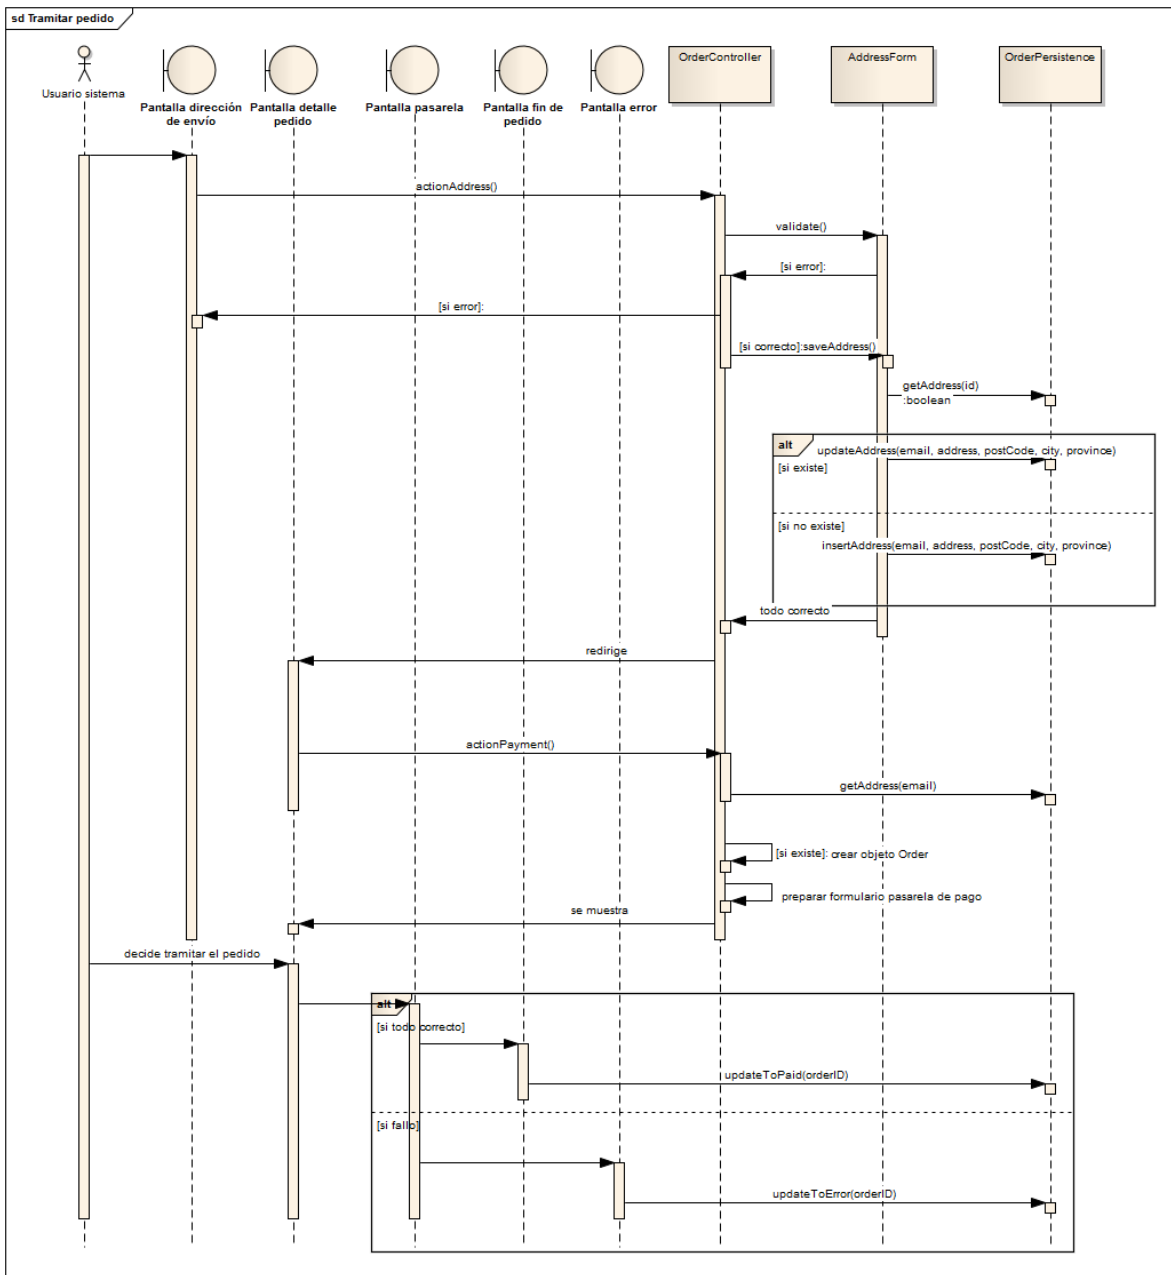 sd Tramitar pedido
Usuario sistema
Pantalla dirección
de envío
Pantalla detalle
pedido
Pantalla pasarela
Pantalla fin de
pedido
Pantalla error
OrderController
AddressForm
OrderPersistence
actionAddress()
validate()
[si error]:
[si error]:
[si correcto]:saveAddress()
getAddress(id)
:boolean
alt
updateAddress(email, address, postCode, city, province)
[si existe]
[si no existe]
insertAddress(email, address, postCode, city, province)
todo correcto
redirige
actionPayment()
getAddress(email)
[si existe]: crear objeto Order
preparar formulario pasarela de pago
se muestra
decide tramitar el pedido
alt
[si todo correcto]
updateToPaid(orderID)
[si fallo]
updateToError(orderID)